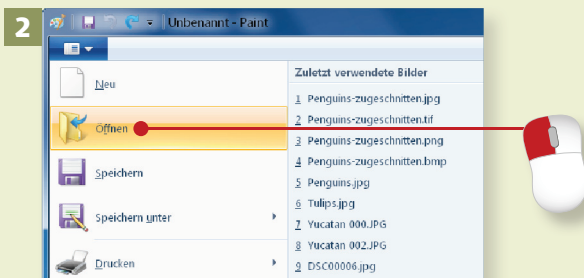 2
Unbenannt - Paint
Neu
Öffnen
Speichern
Speichern unter
Drucken
Zuletzt verwendete Bilder
1 Penguins-zugeschnitten.jpg
2 Penguins-zugeschnitten.tif
3 Penguins-zugeschnitten.png
4 Penguins-zugeschnitten.bmp
5 Penguins.jpg
6 Tulips.jpg
7 Yucatan 000.JPG
8 Yucatan 002.JPG
9 DSC00006.jpg